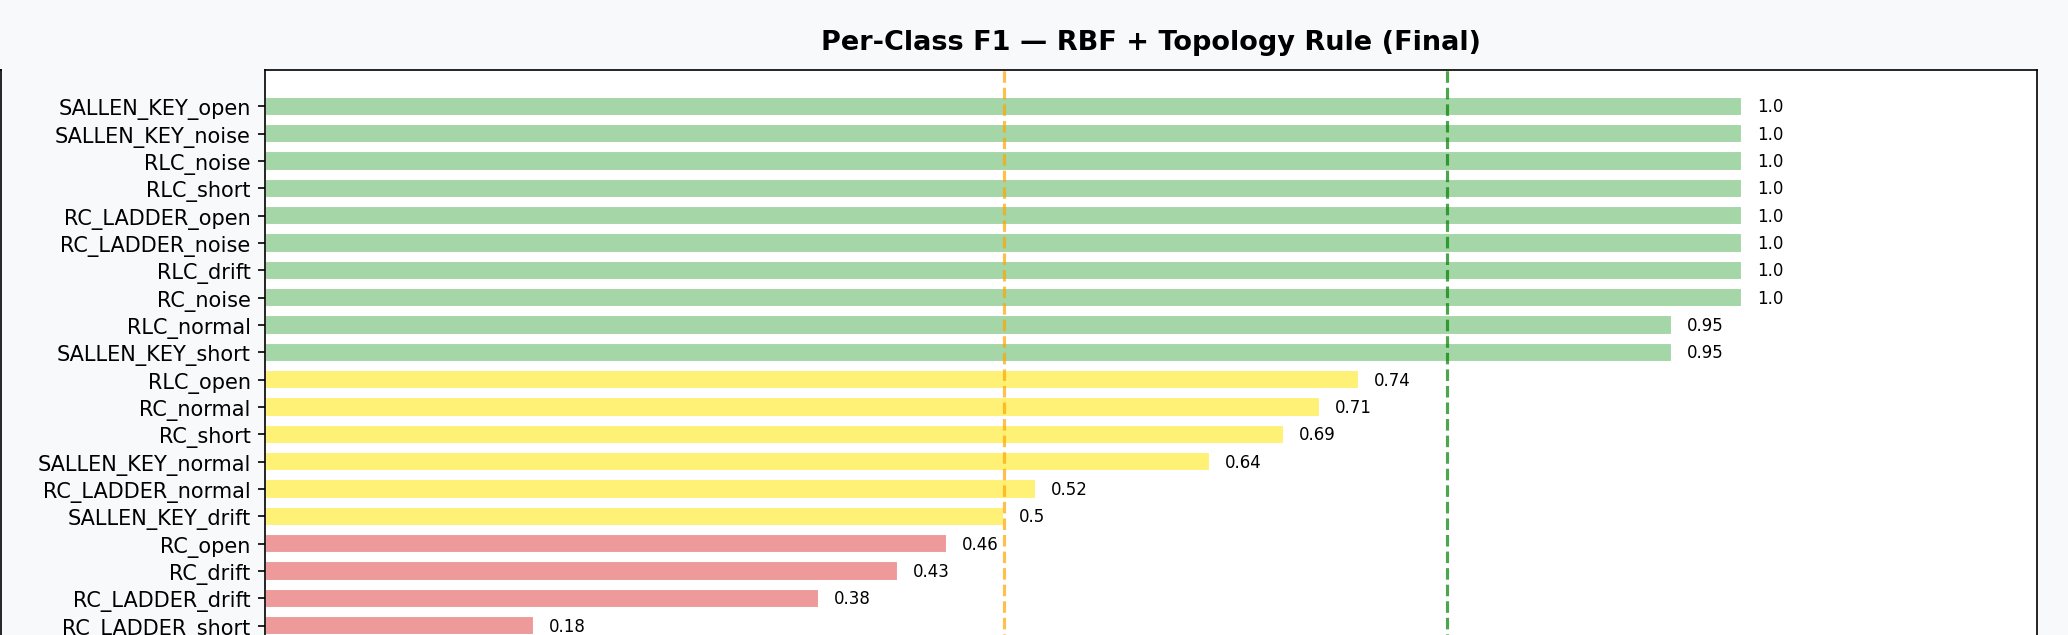 Per-Class F1 — RBF + Topology Rule (Final)
SALLEN_KEY_open 1.0
SALLEN_KEY_noise 1.0
RLC_noise 1.0
RLC_short 1.0
RC_LADDER_open 1.0
RC_LADDER_noise 1.0
RLC_drift 1.0
RC_noise 1.0
RLC_normal 0.95
SALLEN_KEY_short 0.95
RLC_open 0.74
RC_normal 0.71
RC_short 0.69
SALLEN_KEY_normal 0.64
RC_LADDER_normal 0.52
SALLEN_KEY_drift 0.5
RC_open 0.46
RC_drift 0.43
RC_LADDER_drift 0.38
RC_LADDER_short 0.18